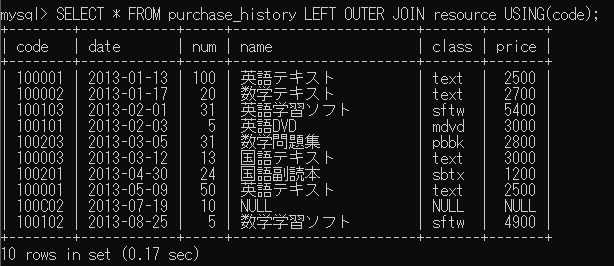 mysql> SELECT * FROM purchase_history LEFT OUTER JOIN resource USING(code);
+--------+------------+------+------------------+-------+-------+
| code   | date       | num  | name             | class | price |
+--------+------------+------+------------------+-------+-------+
| 100001 | 2013-01-13 | 100 | 英語テキスト | text | 2500 |
| 100002 | 2013-01-17 | 20 | 数学テキスト | text | 2700 |
| 100103 | 2013-02-01 | 31 | 英語学習ソフト | sftw | 5400 |
| 100101 | 2013-02-03 | 5 | 英語DVD | mdvd | 3000 |
| 100203 | 2013-03-05 | 31 | 数学問題集 | pbbk | 2800 |
| 100003 | 2013-03-12 | 13 | 国語テキスト | text | 3000 |
| 100201 | 2013-04-30 | 24 | 国語副読本 | sbtx | 1200 |
| 100001 | 2013-05-09 | 50 | 英語テキスト | text | 2500 |
| 100C02 | 2013-07-19 | 10 | NULL | NULL | NULL |
| 100102 | 2013-08-25 | 5 | 数学学習ソフト | sftw | 4900 |
+--------+------------+------+------------------+-------+-------+
10 rows in set (0.17 sec)